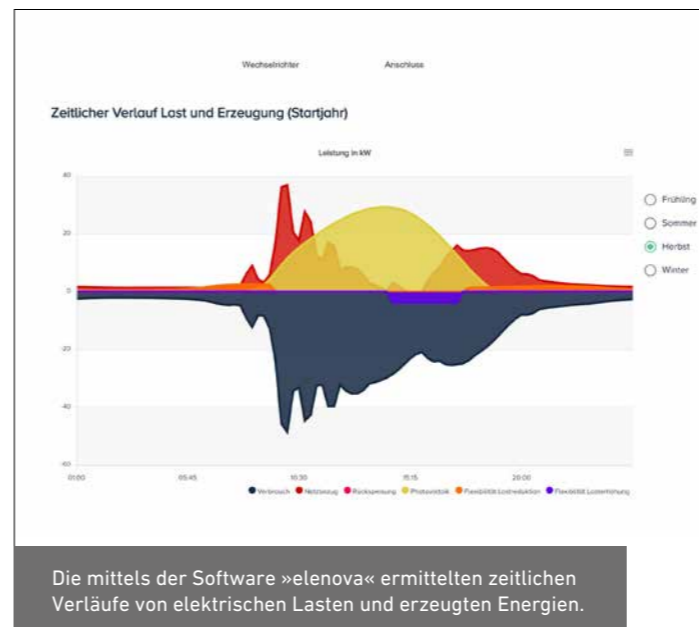 Wechselrichter Anschluss
Zeitlicher Verlauf Last und Erzeugung (Startjahr)
Leistung in kW
40
20
0
-20
-40
-60
01:00 05:45 10:30 15:15 20:00
Frühling
Sommer
Herbst
Winter
Verbrauch Netzbezug Rückspeisung Photovoltaik Flexibilität Lastreduktion Flexibilität Lasterhöhung
Die mittels der Software »elenova« ermittelten zeitlichen
Verläufe von elektrischen Lasten und erzeugten Energien.